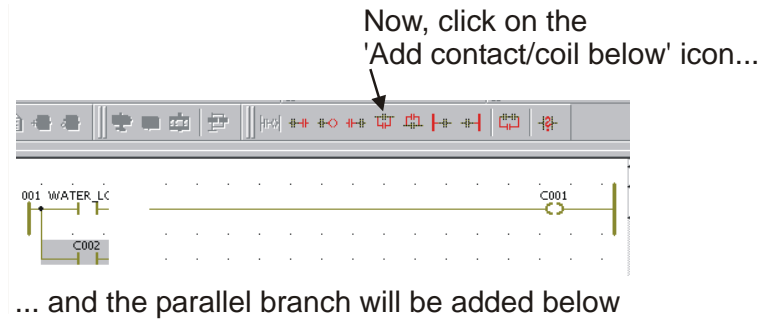 Now, click on the
'Add contact/coil below' icon...
001 WATER_LC C001
C002
... and the parallel branch will be added below